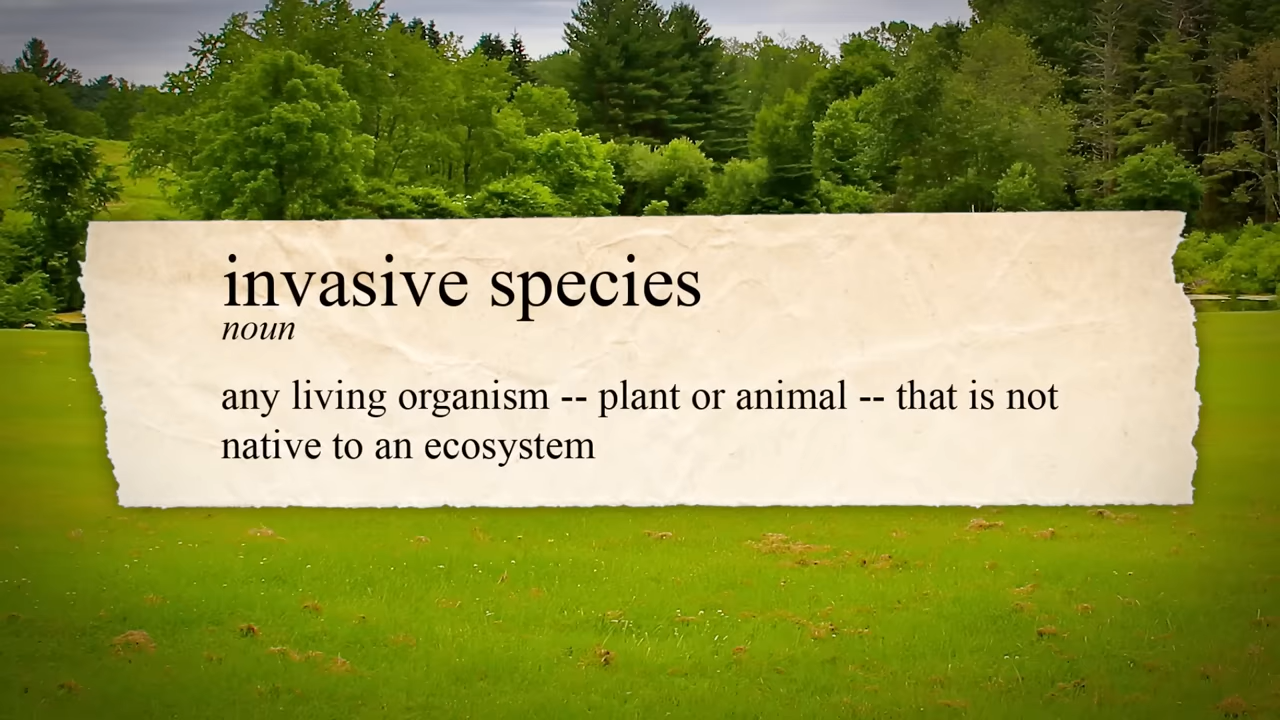 invasive species
noun
any living organism -- plant or animal -- that is not
native to an ecosystem